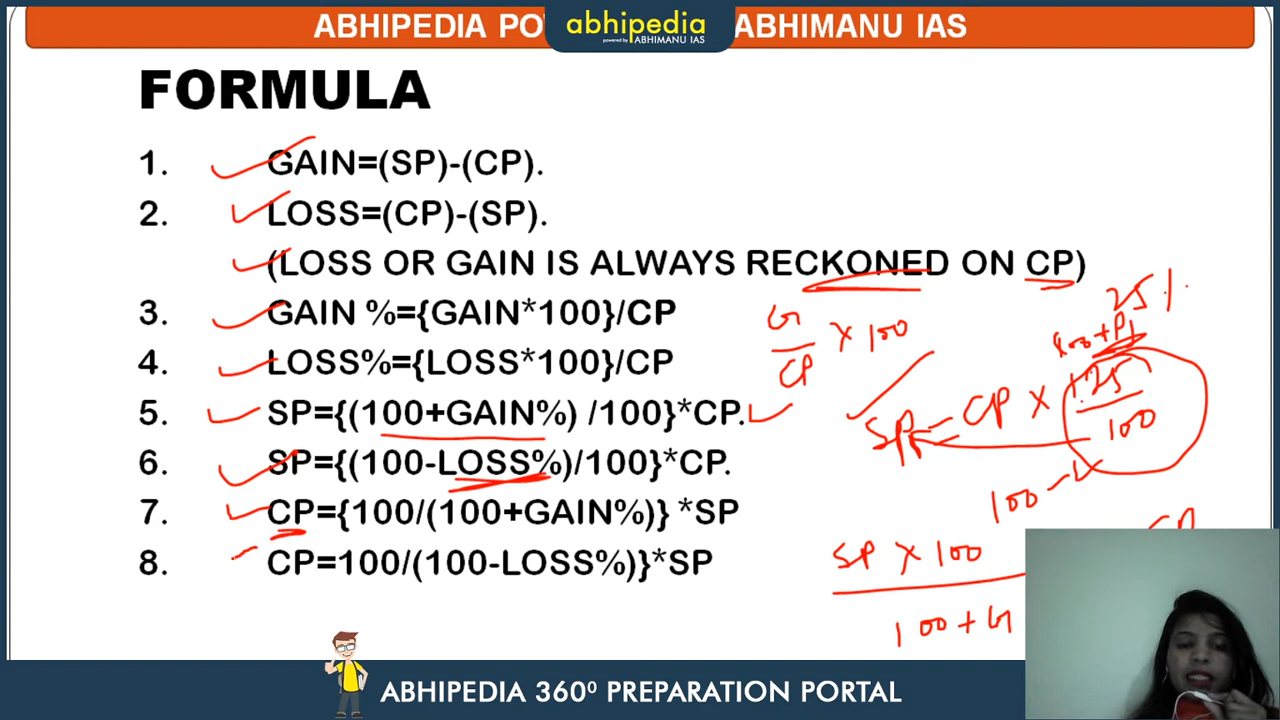 ABHIPEDIA PO ABHIMANU IAS
abhipedia
powered by ABHIMANU IAS
FORMULA
1. GAIN=(SP)-(CP).
2. LOSS=(CP)-(SP).
(LOSS OR GAIN IS ALWAYS RECKONED ON CP)
3. GAIN %={GAIN*100}/CP
4. LOSS%={LOSS*100}/CP
5. SP={(100+GAIN%) /100}*CP.
6. SP={(100-LOSS%)/100}*CP.
7. CP={100/(100+GAIN%)} *SP
8. CP=100/(100-LOSS%)}*SP
25 %
G
CP
× 100
SP = CP ×
125
100
100 - L
SP × 100
100 + G
ABHIPEDIA 360⁰ PREPARATION PORTAL